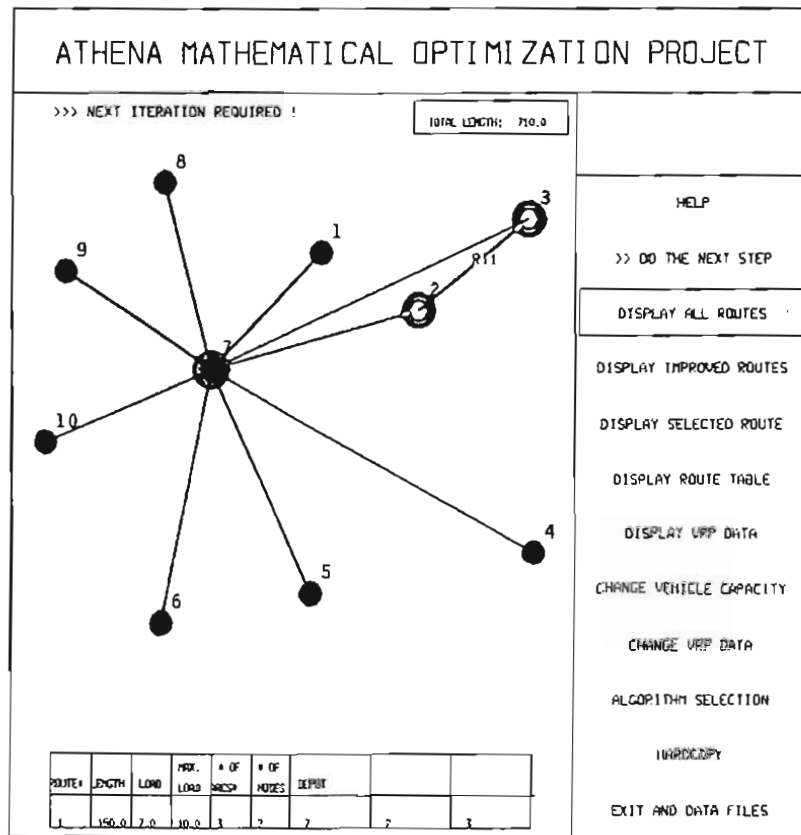 ATHENA MATHEMATICAL OPTIMIZATION PROJECT
>>> NEXT ITERATION REQUIRED !
TOTAL LENGTH: 710.0
8
3
1
9
R11
2
7
10
4
5
6
HELP
>> DO THE NEXT STEP
DISPLAY ALL ROUTES
DISPLAY IMPROVED ROUTES
DISPLAY SELECTED ROUTE
DISPLAY ROUTE TABLE
DISPLAY VRP DATA
CHANGE VEHICLE CAPACITY
CHANGE VRP DATA
ALGORITHM SELECTION
HARDCOPY
EXIT AND DATA FILES
ROUTE# LENGTH LOAD MAX. LOAD # OF ARCS# # OF NODES DEPOT
1 150.0 7.0 10.0 3 2 7 2 3